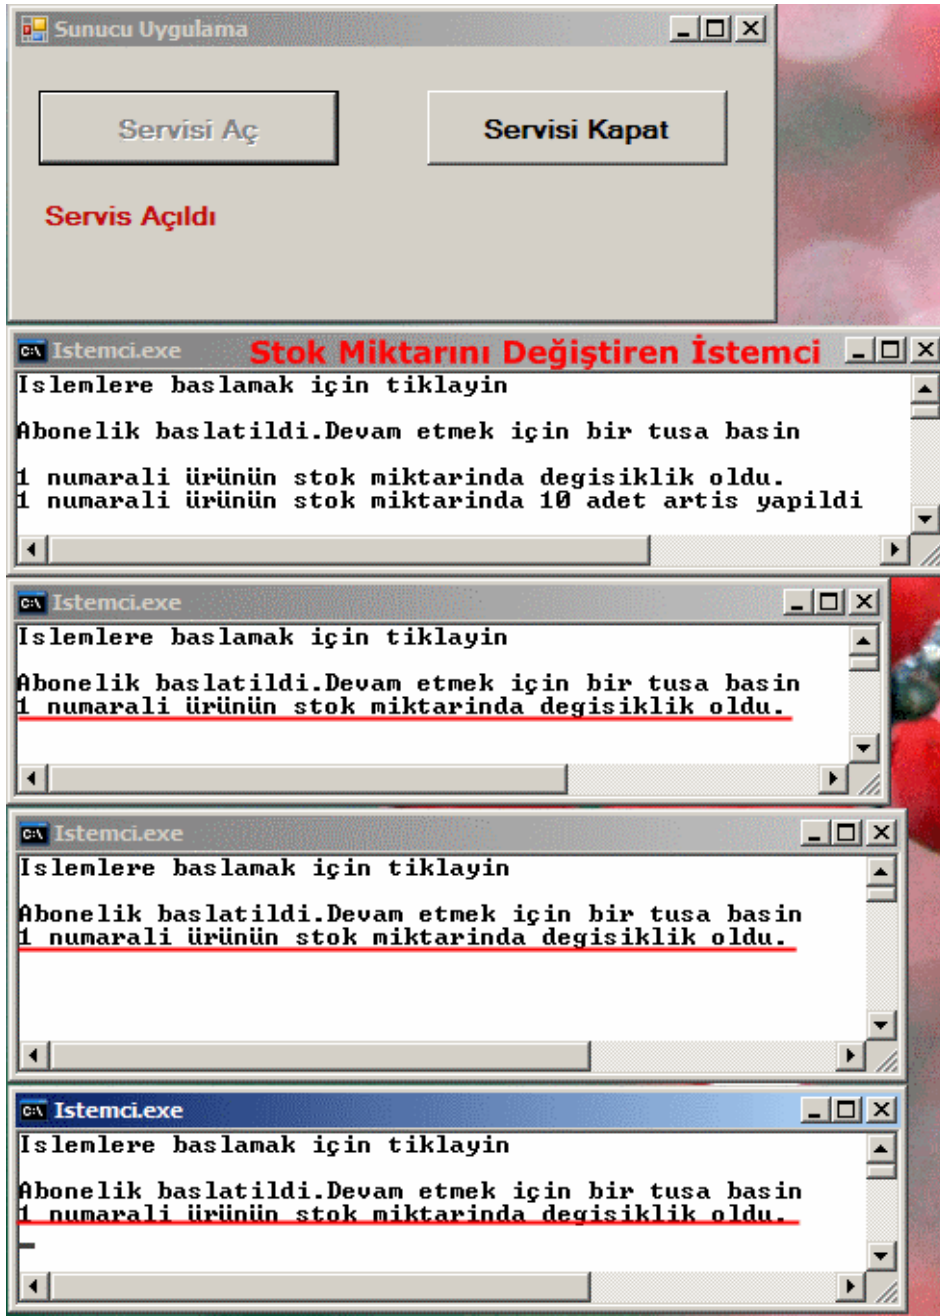 Sunucu Uygulama
Servisi Aç
Servisi Kapat
Servis Açıldı
Istemci.exe
Stok Miktarını Değiştiren İstemci
Islemlere baslamak için tiklayin
Abonelik baslatildi.Devam etmek için bir tusa basin
1 numarali ürünün stok miktarinda degisiklik oldu.
1 numarali ürünün stok miktarinda 10 adet artis yapildi
Istemci.exe
Islemlere baslamak için tiklayin
Abonelik baslatildi.Devam etmek için bir tusa basin
1 numarali ürünün stok miktarinda degisiklik oldu.
Istemci.exe
Islemlere baslamak için tiklayin
Abonelik baslatildi.Devam etmek için bir tusa basin
1 numarali ürünün stok miktarinda degisiklik oldu.
Istemci.exe
Islemlere baslamak için tiklayin
Abonelik baslatildi.Devam etmek için bir tusa basin
1 numarali ürünün stok miktarinda degisiklik oldu.